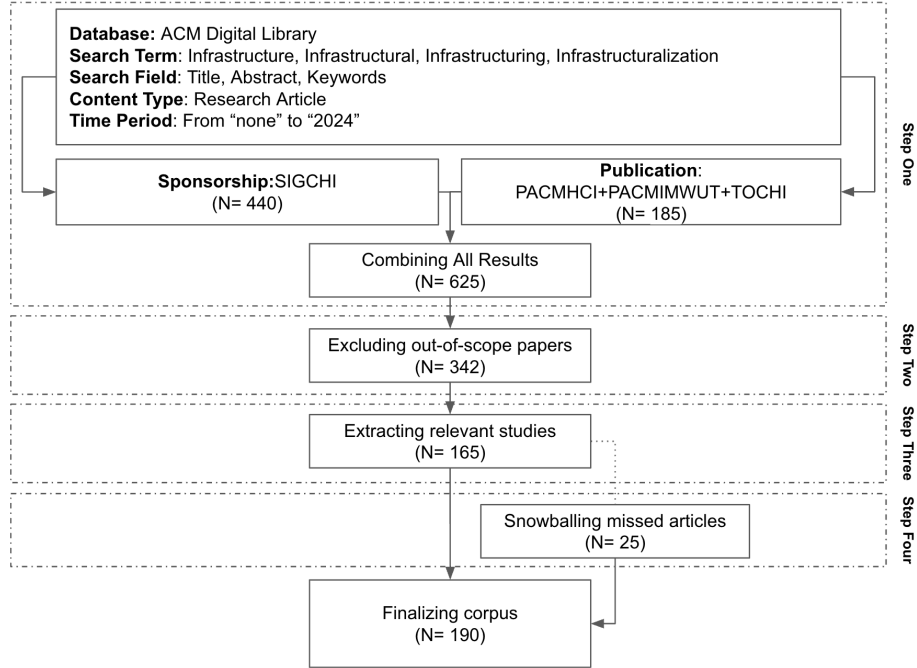 Database: ACM Digital Library
Search Term: Infrastructure, Infrastructural, Infrastructuring, Infrastructuralization
Search Field: Title, Abstract, Keywords
Content Type: Research Article
Time Period: From “none” to “2024”
Sponsorship:SIGCHI
(N= 440)
Publication:
PACMHCI+PACMIMWUT+TOCHI
(N= 185)
Combining All Results
(N= 625)
Step One
Excluding out-of-scope papers
(N= 342)
Step Two
Extracting relevant studies
(N= 165)
Step Three
Snowballing missed articles
(N= 25)
Step Four
Finalizing corpus
(N= 190)